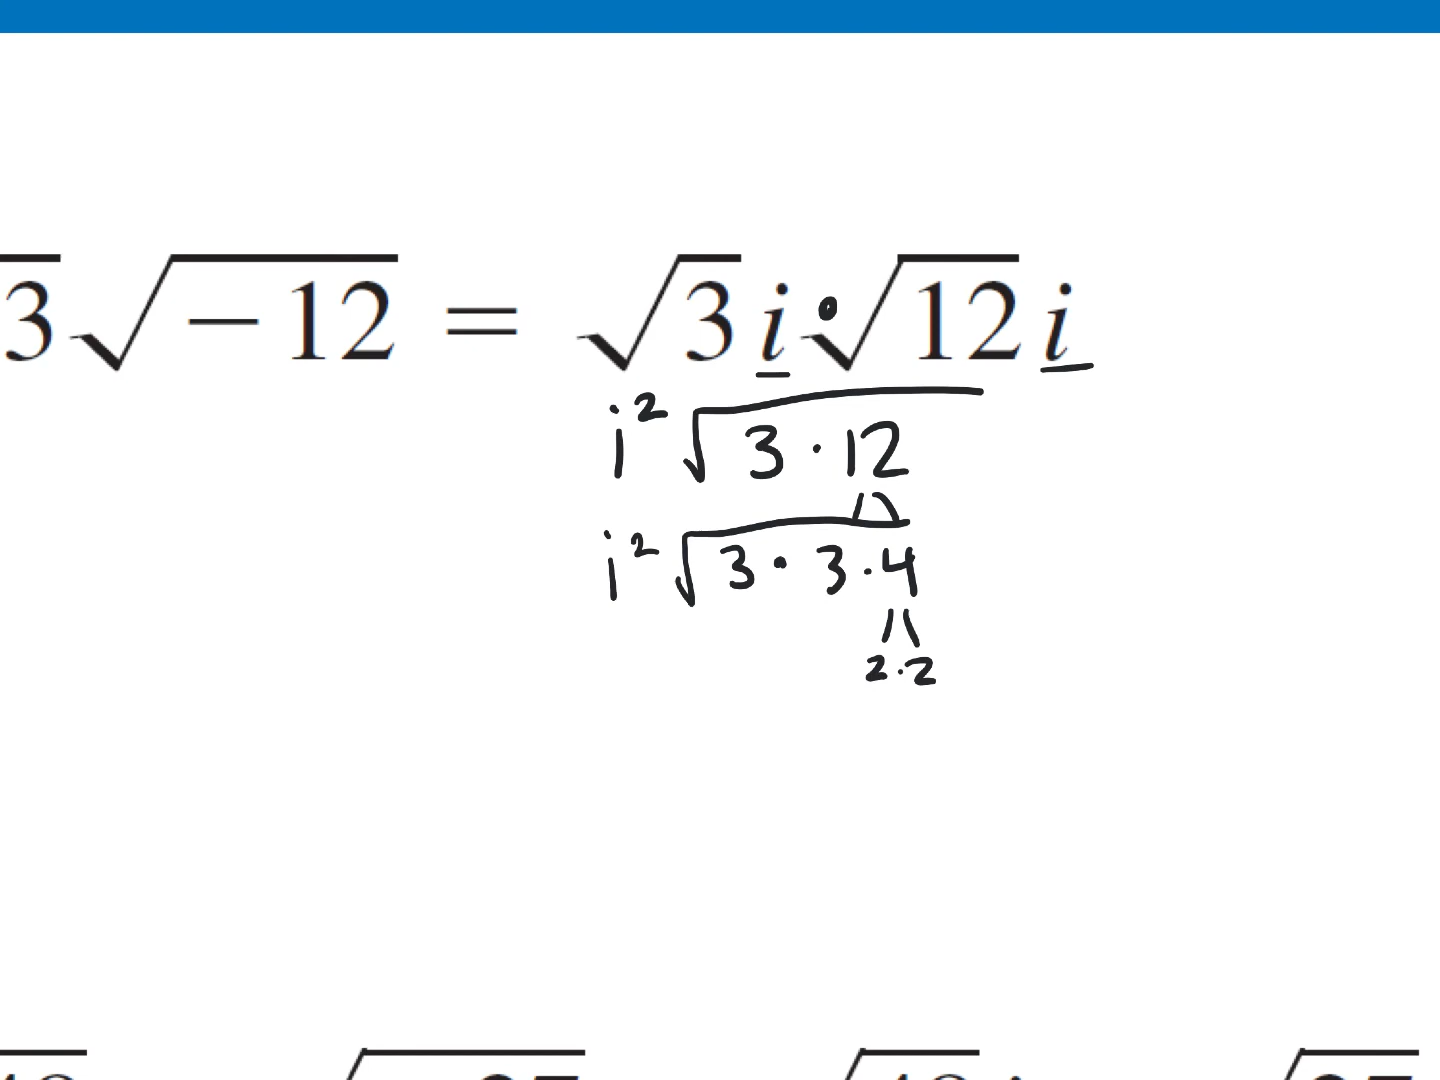 3√−12 = √3 i • √12 i
i² √3 · 12
i² √3 · 3 · 4
2 · 2